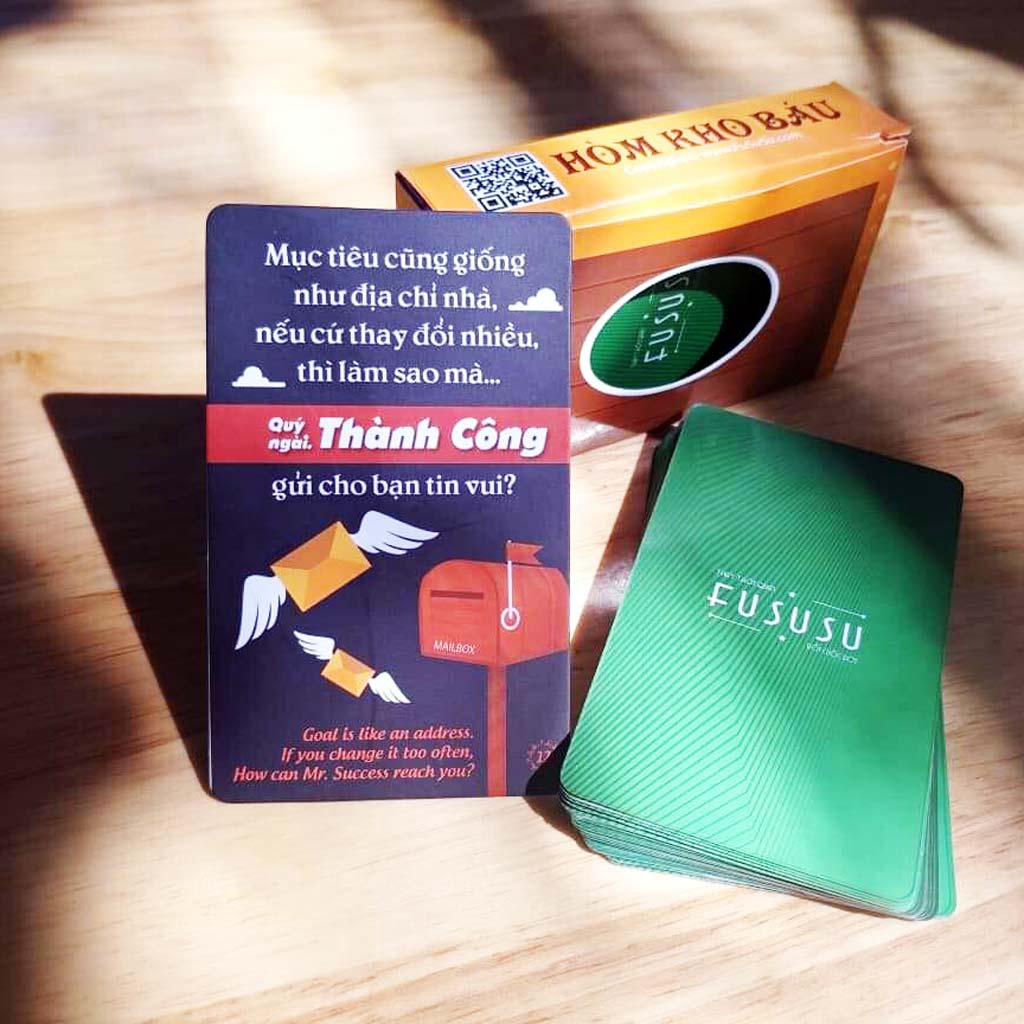 HÒM KHO BÁU
FUSUSU
Mục tiêu cũng giống
như địa chỉ nhà,
nếu cứ thay đổi nhiều,
thì làm sao mà...
Quý
ngài. Thành Công
gửi cho bạn tin vui?
MAILBOX
Goal is like an address.
If you change it too often,
How can Mr. Success reach you?
FUSUSU